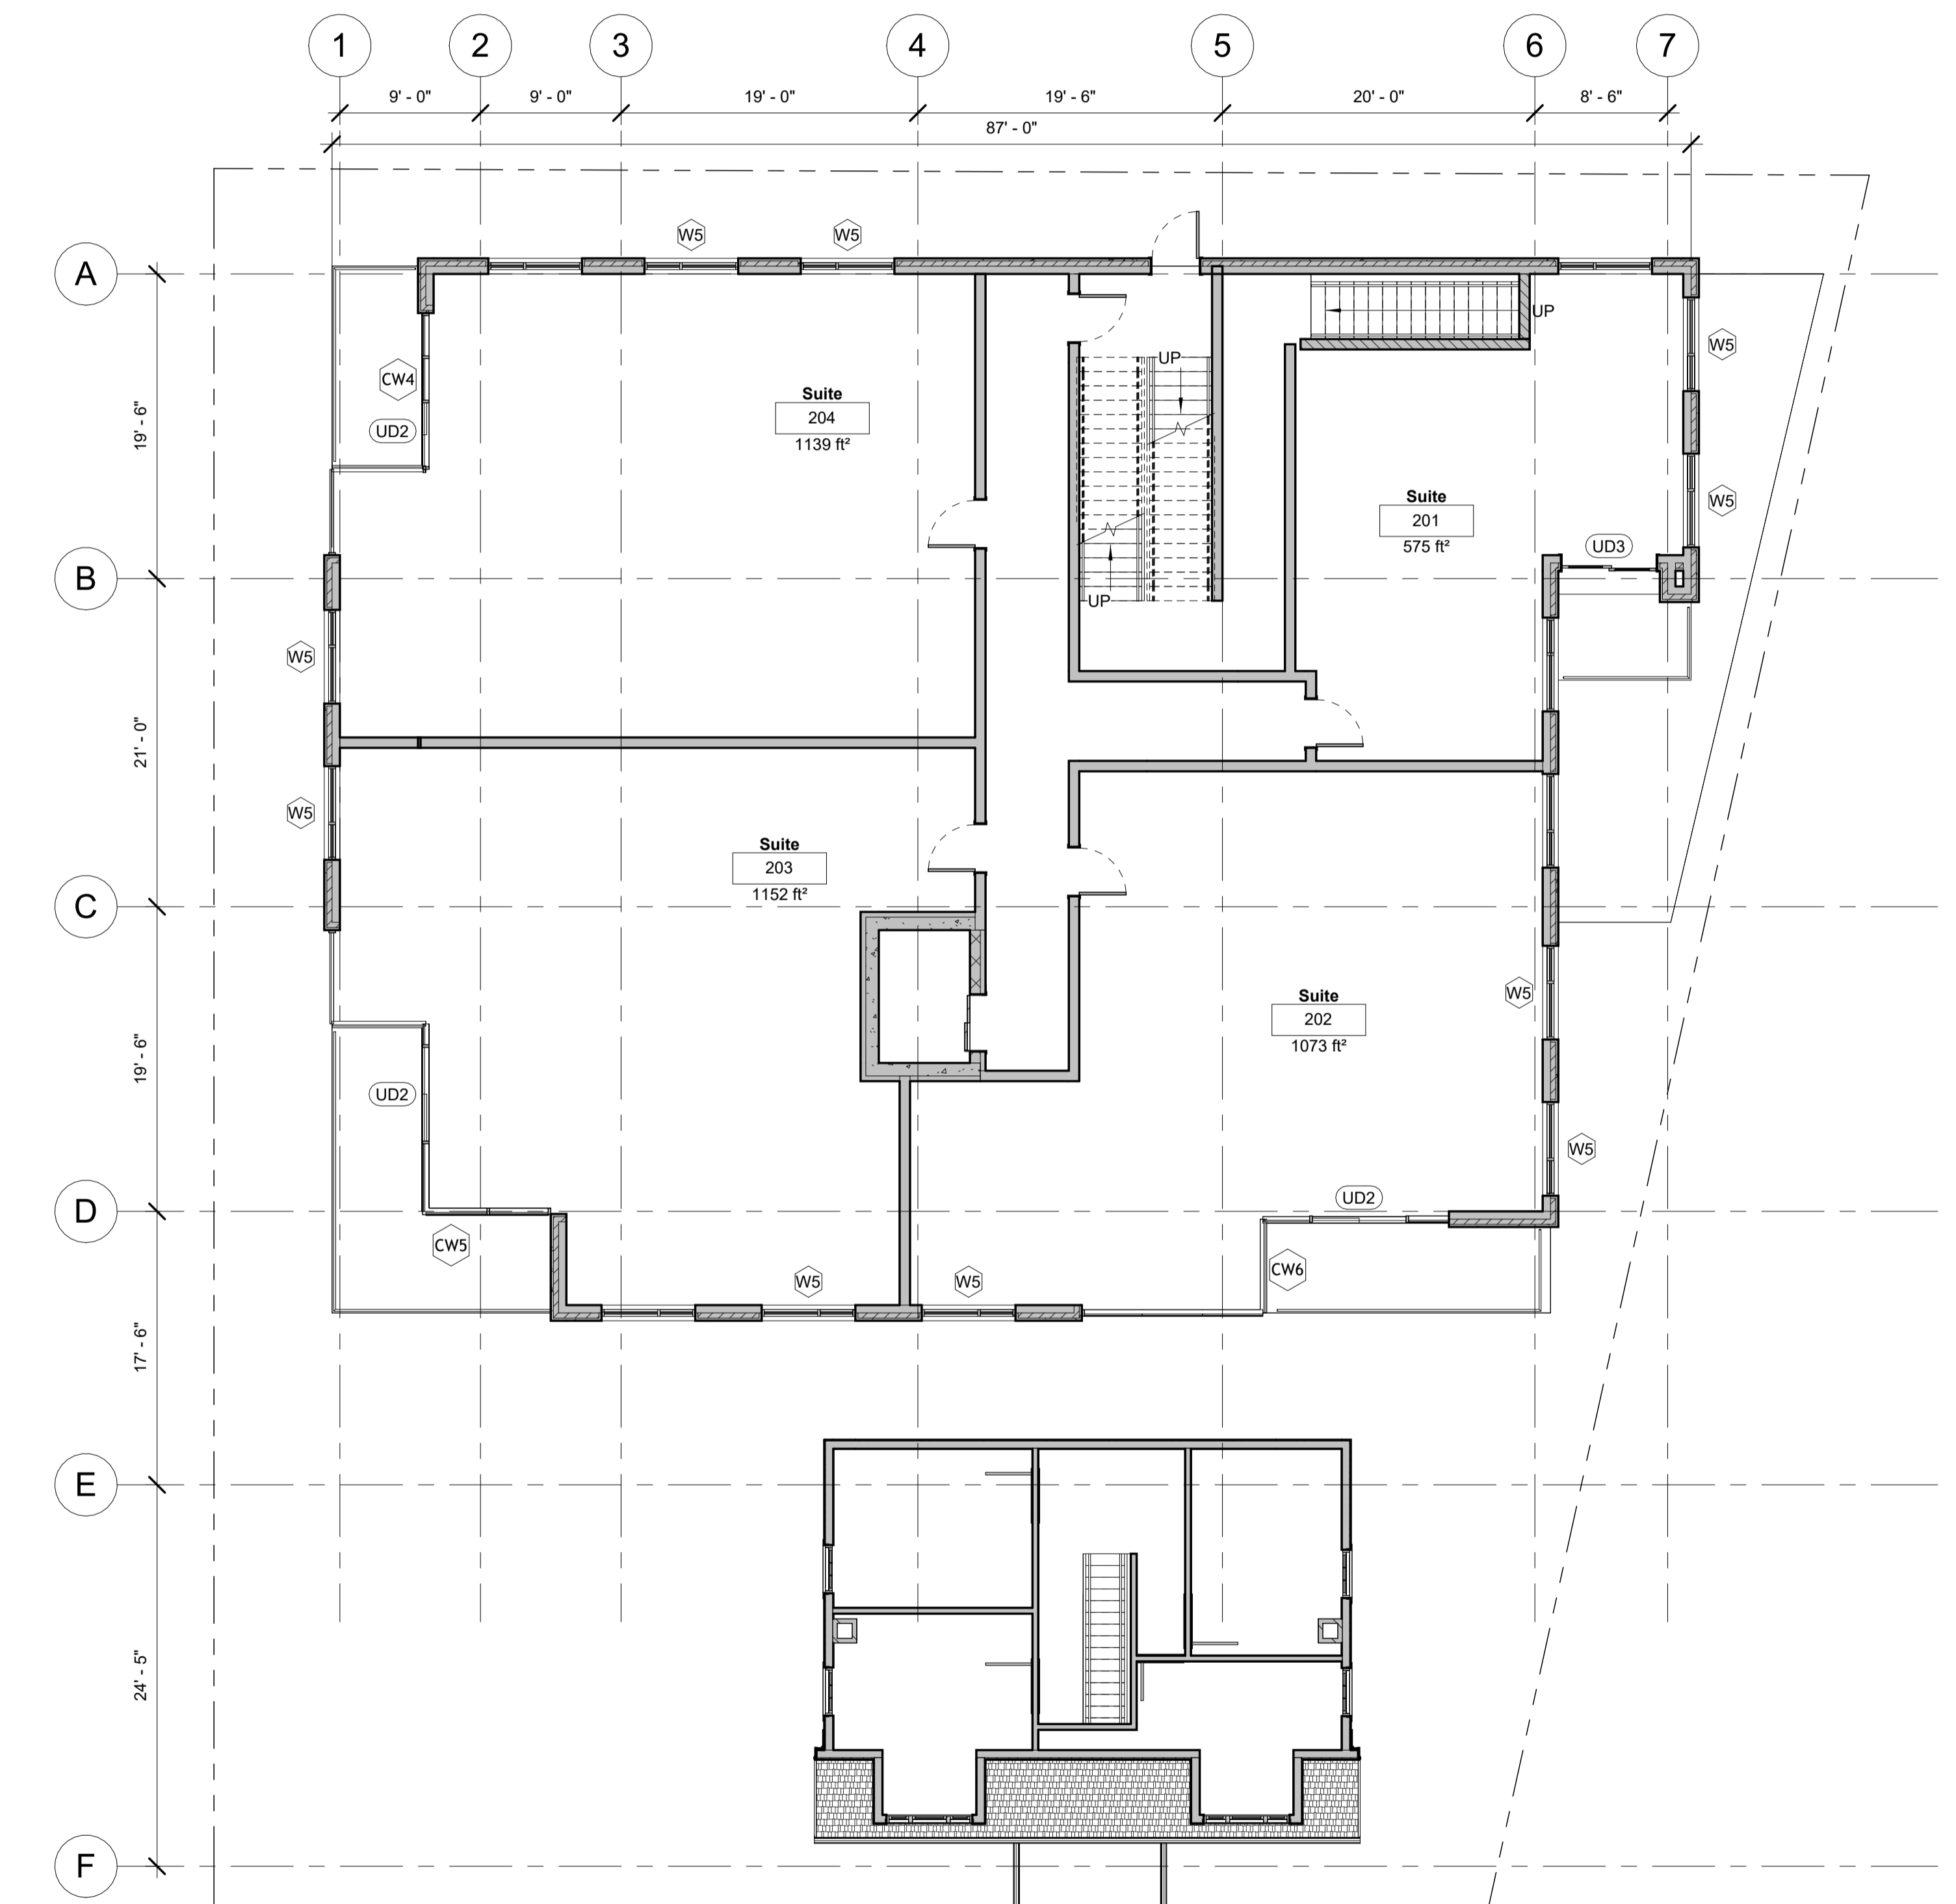 1 2 3 4 5 6 7
9' - 0" 9' - 0" 19' - 0" 19' - 6" 20' - 0" 8' - 6"
87' - 0"
W5 W5
A
UP
W5
UP
CW4
Suite
204
1139 ft²
19' - 6"
UD2
Suite
201
575 ft²
W5
UD3
B
UP
W5
21' - 0"
W5
Suite
203
1152 ft²
C
W5
Suite
202
1073 ft²
19' - 6"
UD2
W5
UD2
D
CW5
CW6
W5 W5
17' - 6"
E
24' - 5"
F